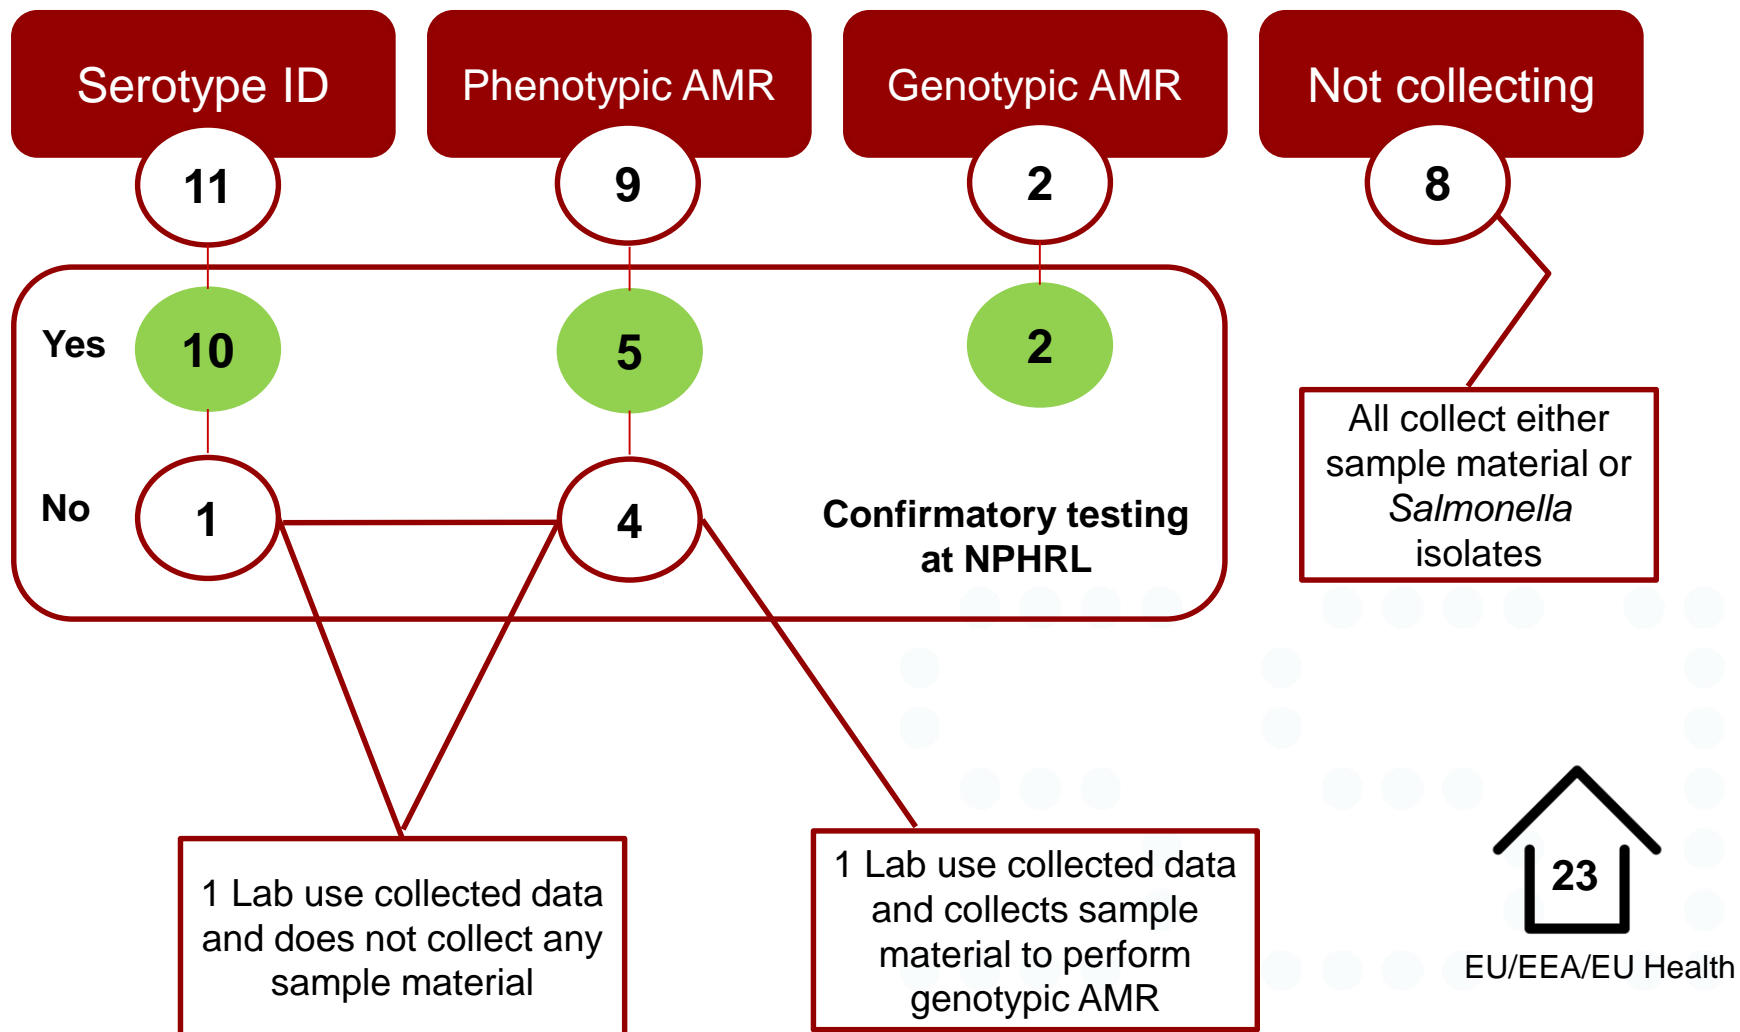 Serotype ID
Phenotypic AMR
Genotypic AMR
Not collecting
11
9
2
8
Yes
10
5
2
No
1
4
Confirmatory testing
at NPHRL
All collect either
sample material or
Salmonella
isolates
1 Lab use collected data
and does not collect any
sample material
1 Lab use collected data
and collects sample
material to perform
genotypic AMR
23
EU/EEA/EU Health